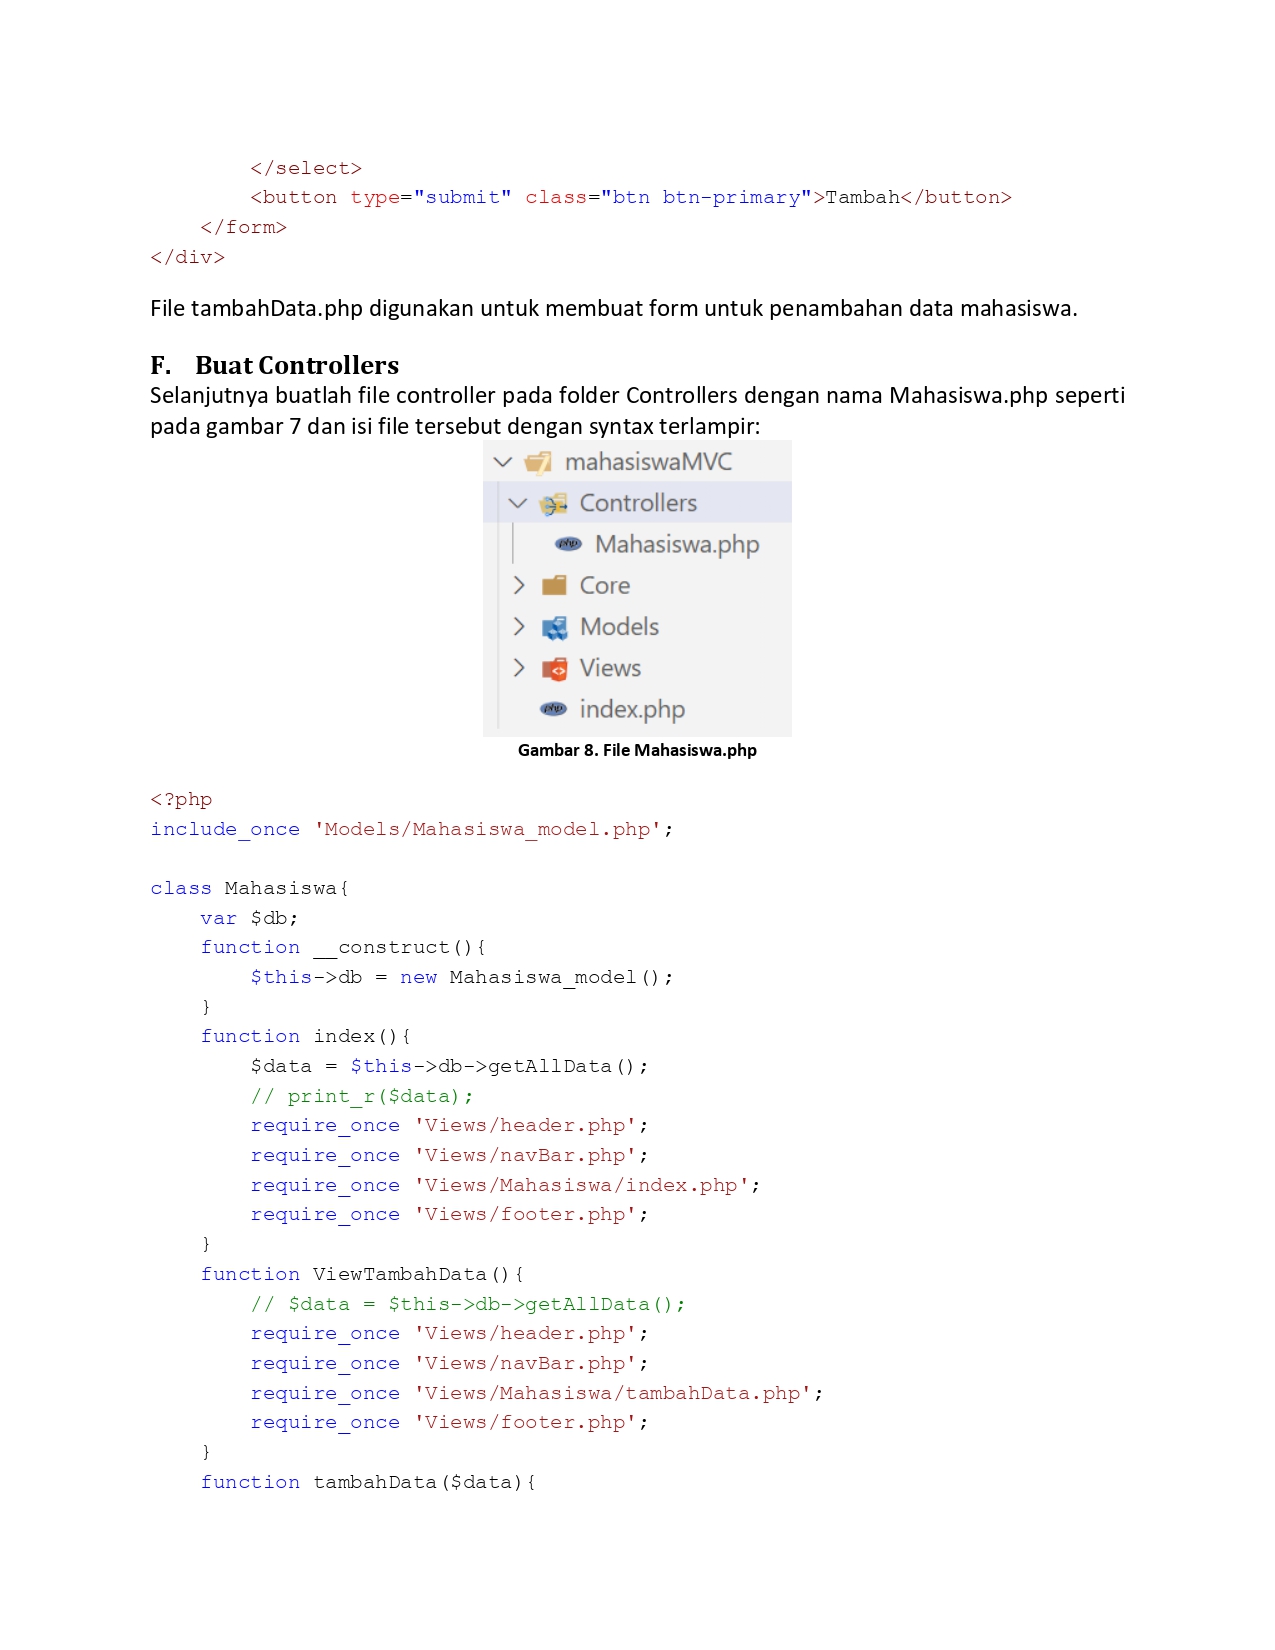 </select>
<button type="submit" class="btn btn-primary">Tambah</button>
</form>
</div>
File tambahData.php digunakan untuk membuat form untuk penambahan data mahasiswa.
F. Buat Controllers
Selanjutnya buatlah file controller pada folder Controllers dengan nama Mahasiswa.php seperti
pada gambar 7 dan isi file tersebut dengan syntax terlampir:
mahasiswaMVC
Controllers
php Mahasiswa.php
Core
Models
Views
php index.php
Gambar 8. File Mahasiswa.php
<?php
include_once 'Models/Mahasiswa_model.php';
class Mahasiswa{
var $db;
function __construct(){
$this->db = new Mahasiswa_model();
}
function index(){
$data = $this->db->getAllData();
// print_r($data);
require_once 'Views/header.php';
require_once 'Views/navBar.php';
require_once 'Views/Mahasiswa/index.php';
require_once 'Views/footer.php';
}
function ViewTambahData(){
// $data = $this->db->getAllData();
require_once 'Views/header.php';
require_once 'Views/navBar.php';
require_once 'Views/Mahasiswa/tambahData.php';
require_once 'Views/footer.php';
}
function tambahData($data){